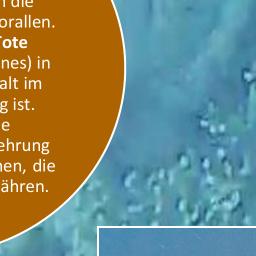 n die
orallen.
Tote
nes) in
alt im
g ist.
e
ehrung
nen, die
ähren.